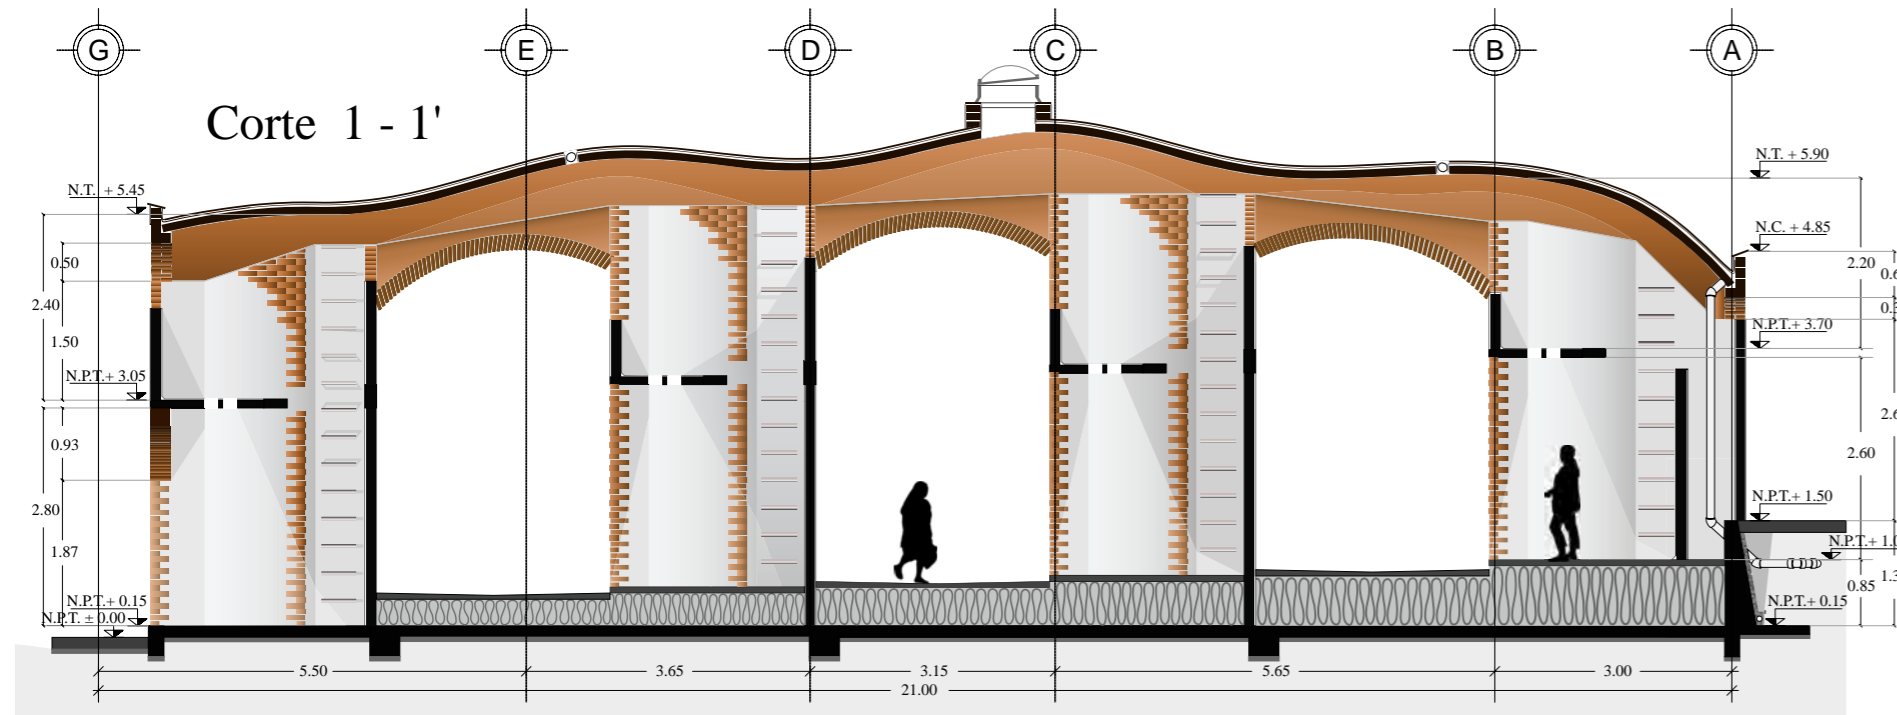 G E D C B A
Corte 1 - 1'
N.T. + 5.45
0.50
2.40
1.50
N.P.T.+ 3.05
0.93
2.80
1.87
N.P.T.+ 0.15
N.P.T. ± 0.00
N.T. + 5.90
N.C. + 4.85
2.20
N.P.T.+ 3.70
2.60
N.P.T.+ 1.50
0.85
N.P.T.+ 0.15
5.50 3.65 3.15 5.65 3.00
21.00